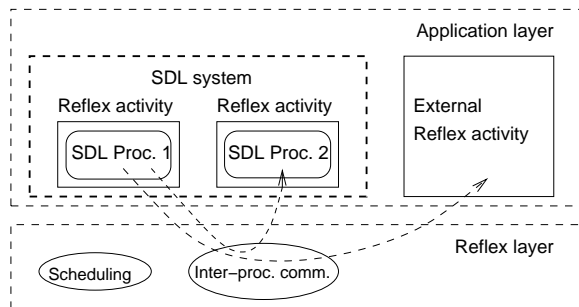 Application layer
SDL system
Reflex activity
Reflex activity
SDL Proc. 1
SDL Proc. 2
External
Reflex activity
Reflex layer
Scheduling
Inter−proc. comm.